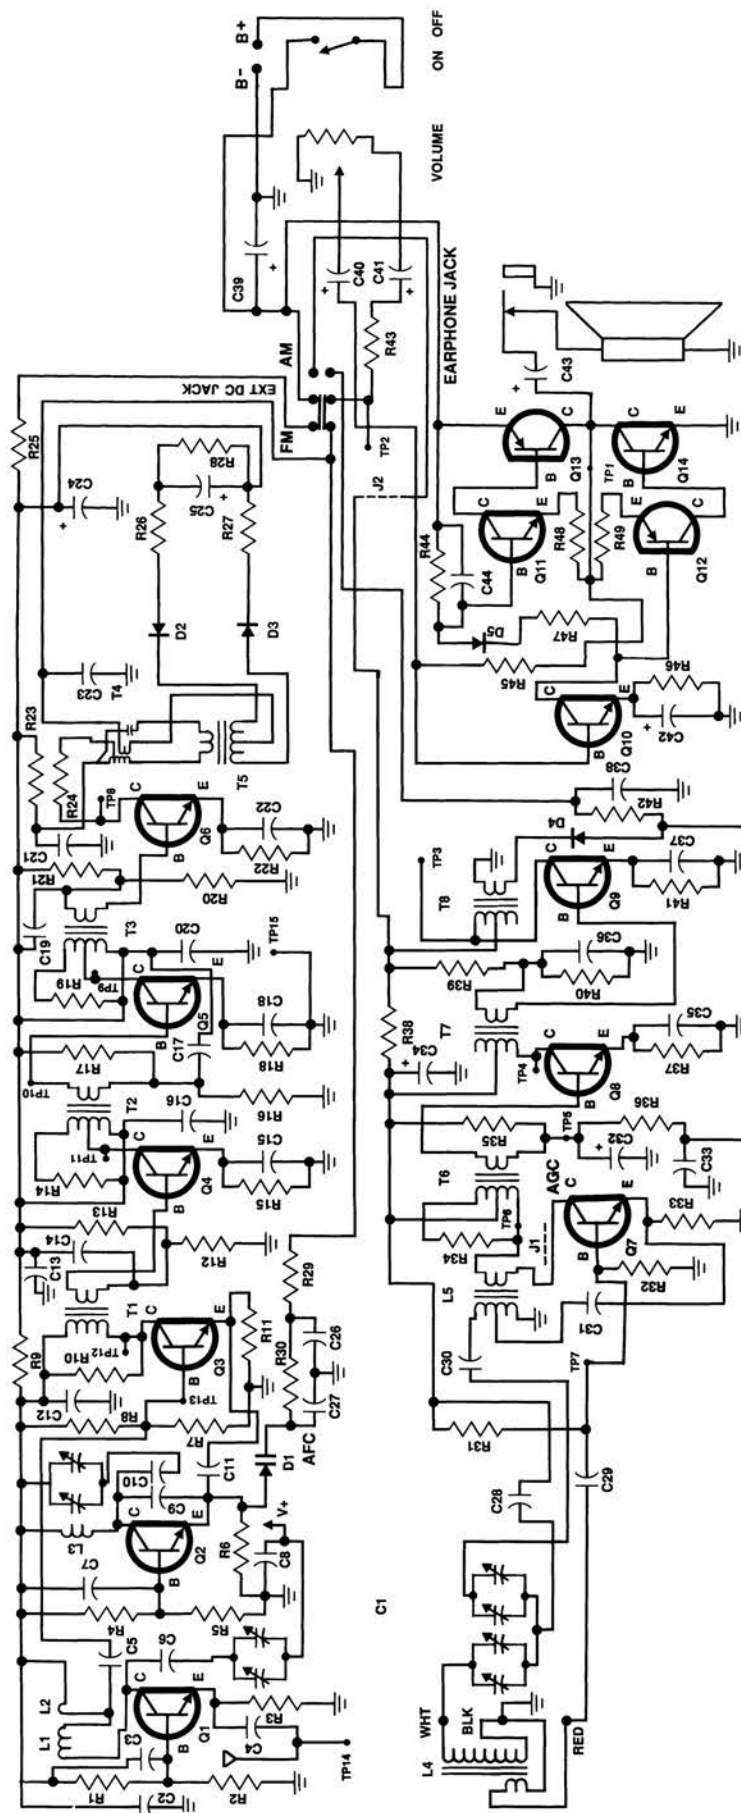 B+
B-
ON OFF
VOLUME
C39
C40
C41
R43
AM
FM
EXT DC JACK
EARPHONE JACK
TP2
J2
R25
C24
R28
C25
R26
R27
D2
D3
C23
T4
T5
R23
R24
TP8
C
B
E
Q6
C21
C22
R22
R21
R20
C19
T3
R19
TP9
C20
TP15
C
B
E
Q5
C17
C18
R18
R17
TP10
R16
T2
C16
R14
TP11
C
B
E
Q4
C15
R15
R13
C14
C13
R12
R29
T1
R10
TP12
C
B
E
Q3
R11
R9
C12
R8
TP13
R7
C26
R30
C27
AFC
D1
C11
C10
C9
L3
C
B
E
Q2
R6
V+
C8
C7
R4
R5
C5
C6
L2
L1
C
B
E
Q1
C3
R3
C4
TP14
R1
C2
R2
C43
E
B
C
Q13
TP1
C
B
E
Q14
C
B
E
Q11
R48
R49
E
B
C
Q12
R44
C44
D5
R47
R45
C
B
E
Q10
R46
C42
C38
R42
D4
TP3
T8
C
B
E
Q9
C37
R41
R39
C36
R40
T7
R38
C34
TP4
C
B
E
Q8
C35
R37
R35
TP5
R36
C32
C33
T6
TP6
R34
AGC
J1
C
B
E
Q7
R33
R32
L5
C31
C30
TP7
R31
C29
C28
C1
WHT
BLK
L4
RED